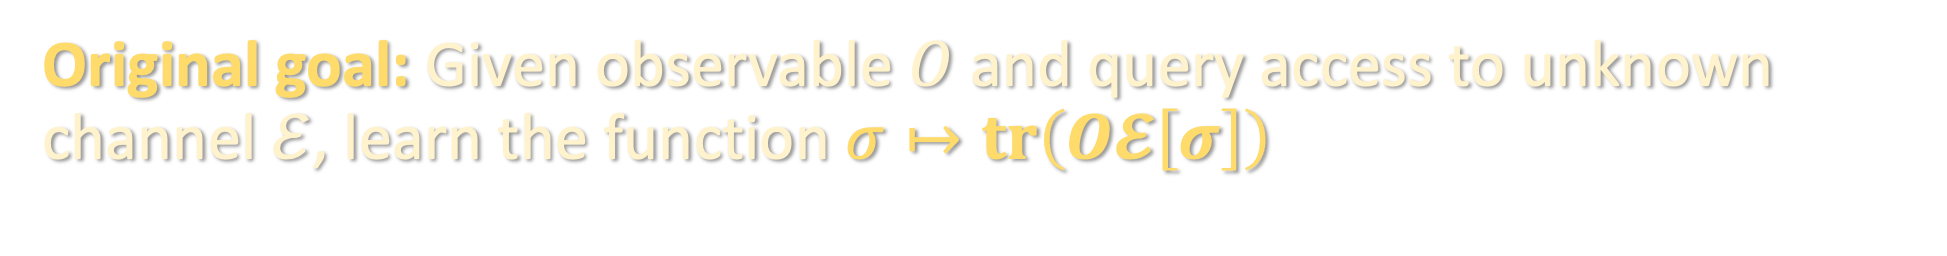 Original goal: Given observable 𝑂 and query access to unknown
channel ℰ, learn the function 𝜎 ↦ tr(𝑶ℰ[𝝈])